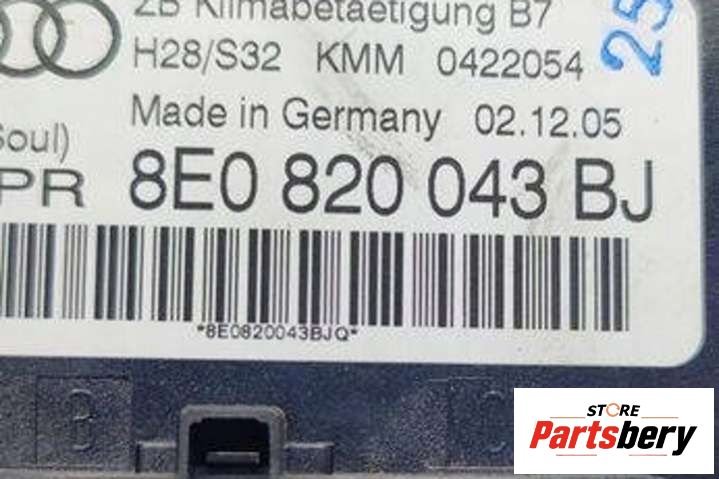 ZB Klimabetaetigung B7
H28/S32 KMM 0422054
25
Made in Germany 02.12.05
Soul)
PR 8E0 820 043 BJ
*8E0820043BJQ*
B
C
STORE
Partsbery